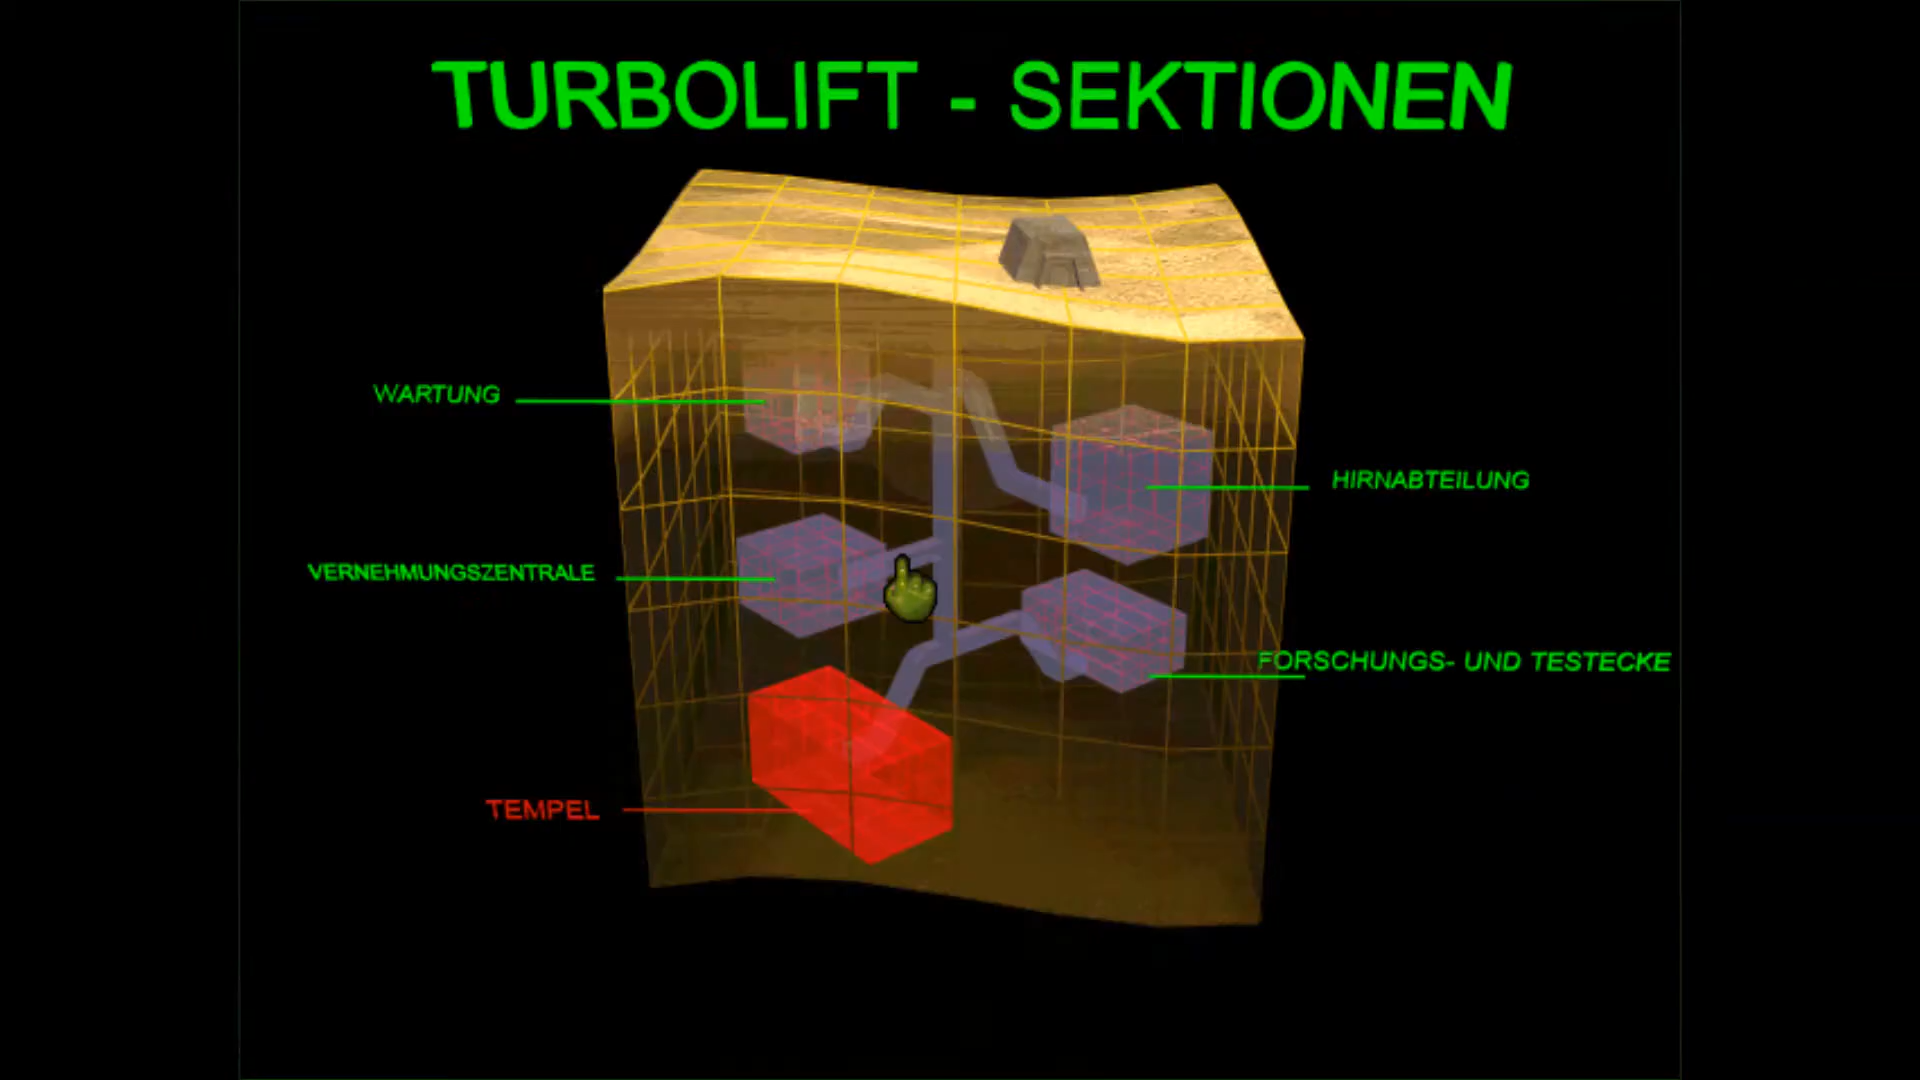 TURBOLIFT - SEKTIONEN
WARTUNG
HIRNABTEILUNG
VERNEHMUNGSZENTRALE
FORSCHUNGS- UND TESTECKE
TEMPEL